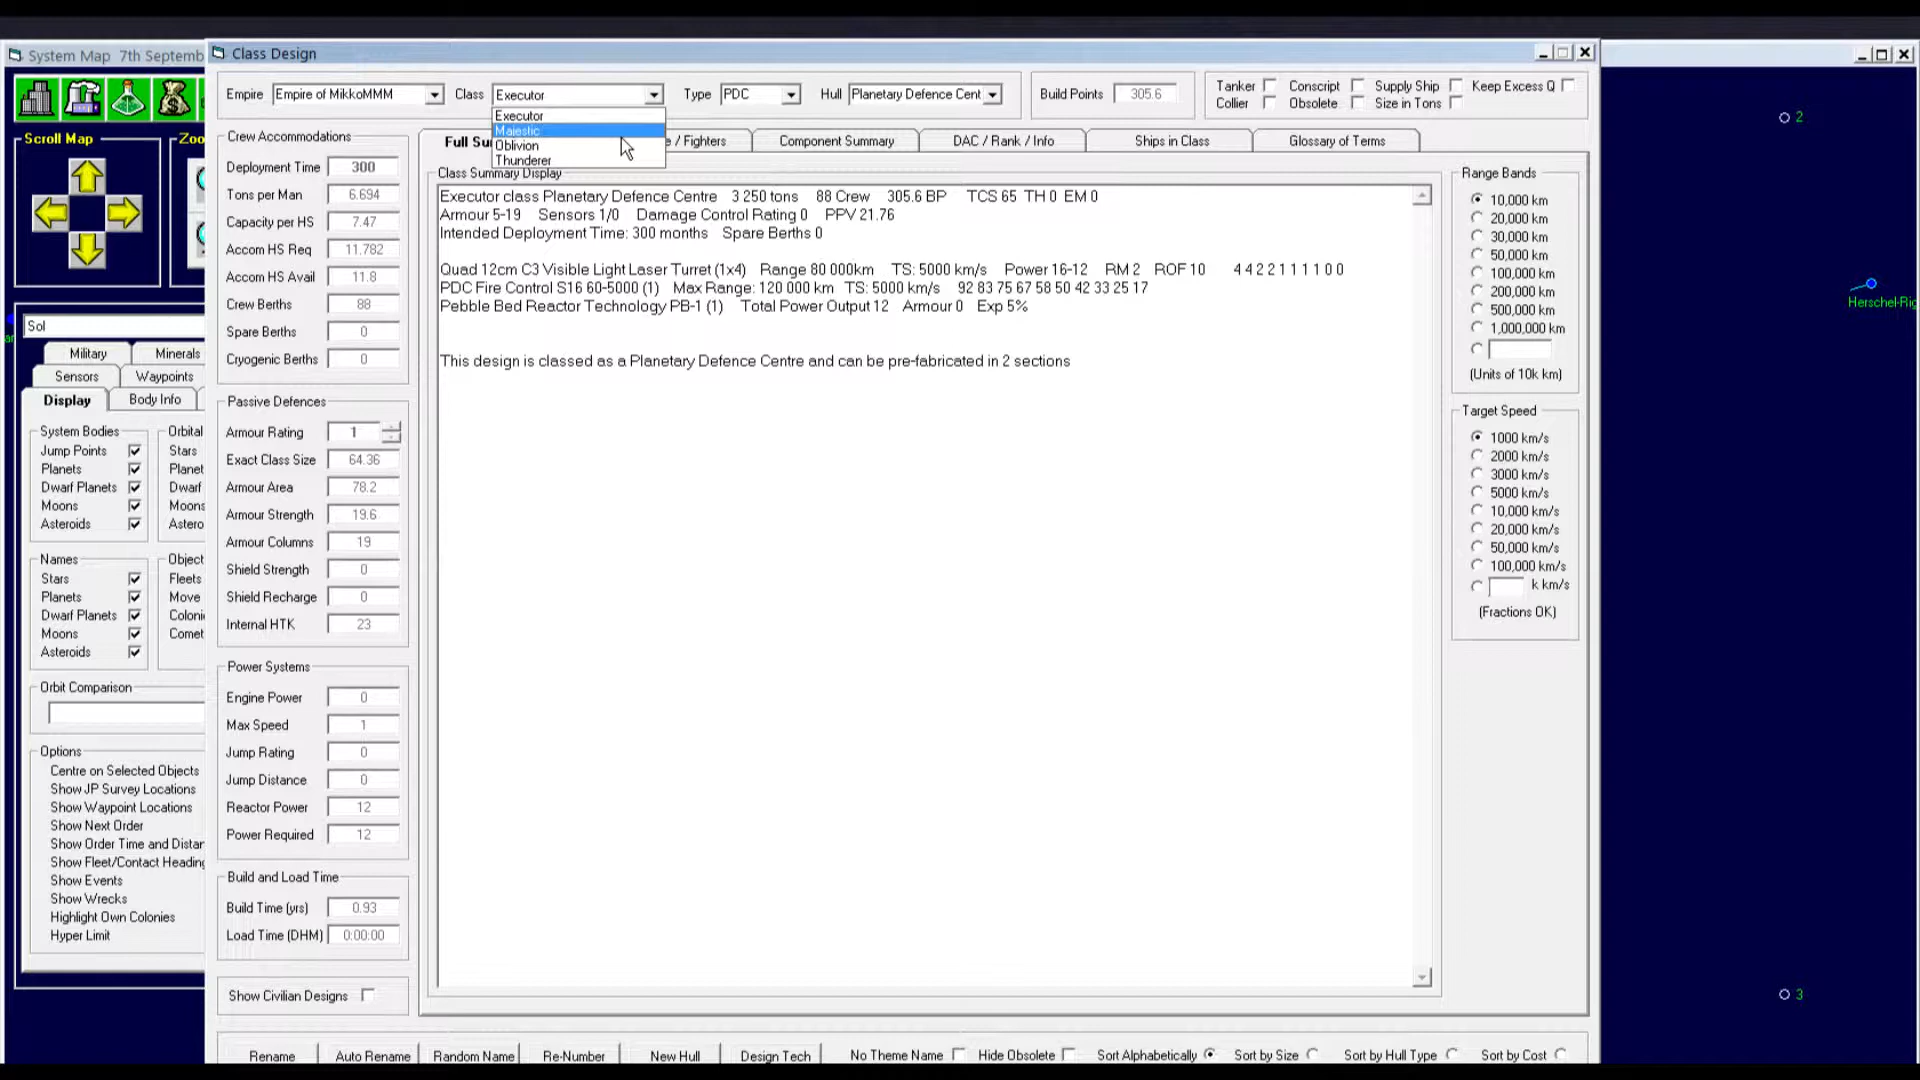 System Map 7th Septemb
Class Design
Empire Empire of MikkoMMM Class Executor Type PDC Hull Planetary Defence Cent Build Points 305.6
Tanker Conscript Supply Ship Keep Excess Q
Collier Obsolete Size in Tons
Executor
Majestic
Oblivion
Thunderer
Scroll Map Zoo
Full Su e / Fighters Component Summary DAC / Rank / Info Ships in Class Glossary of Terms
Crew Accommodations
Deployment Time 300
Tons per Man 6.694
Capacity per HS 7.47
Accom HS Req 11.782
Accom HS Avail 11.8
Crew Berths 88
Spare Berths 0
Cryogenic Berths 0
Passive Defences
Armour Rating 1
Exact Class Size 64.36
Armour Area 78.2
Armour Strength 19.6
Armour Columns 19
Shield Strength 0
Shield Recharge 0
Internal HTK 23
Power Systems
Engine Power 0
Max Speed 1
Jump Rating 0
Jump Distance 0
Reactor Power 12
Power Required 12
Build and Load Time
Build Time (yrs) 0.93
Load Time (DHM) 0:00:00
Show Civilian Designs
Class Summary Display
Executor class Planetary Defence Centre 3 250 tons 88 Crew 305.6 BP TCS 65 TH 0 EM 0
Armour 5-19 Sensors 1/0 Damage Control Rating 0 PPV 21.76
Intended Deployment Time: 300 months Spare Berths 0
Quad 12cm C3 Visible Light Laser Turret (1x4) Range 80 000km TS: 5000 km/s Power 16-12 RM 2 ROF 10 4 4 2 2 1 1 1 1 0 0
PDC Fire Control S16 60-5000 (1) Max Range: 120 000 km TS: 5000 km/s 92 83 75 67 58 50 42 33 25 17
Pebble Bed Reactor Technology PB-1 (1) Total Power Output 12 Armour 0 Exp 5%
This design is classed as a Planetary Defence Centre and can be pre-fabricated in 2 sections
Range Bands
10,000 km
20,000 km
30,000 km
50,000 km
100,000 km
200,000 km
500,000 km
1,000,000 km
(Units of 10k km)
Target Speed
1000 km/s
2000 km/s
3000 km/s
5000 km/s
10,000 km/s
20,000 km/s
50,000 km/s
100,000 km/s
k km/s
(Fractions OK)
Sol
Military Minerals
Sensors Waypoints
Display Body Info
System Bodies
Jump Points
Planets
Dwarf Planets
Moons
Asteroids
Orbital
Stars
Planet
Dwarf
Moons
Astero
Names
Stars
Planets
Dwarf Planets
Moons
Asteroids
Object
Fleets
Move
Coloni
Comet
Orbit Comparison
Options
Centre on Selected Objects
Show JP Survey Locations
Show Waypoint Locations
Show Next Order
Show Order Time and Distar
Show Fleet/Contact Heading
Show Events
Show Wrecks
Highlight Own Colonies
Hyper Limit
Rename Auto Rename Random Name Re-Number New Hull Design Tech No Theme Name Hide Obsolete Sort Alphabetically Sort by Size Sort by Hull Type Sort by Cost
2
Herschel-Rig
3